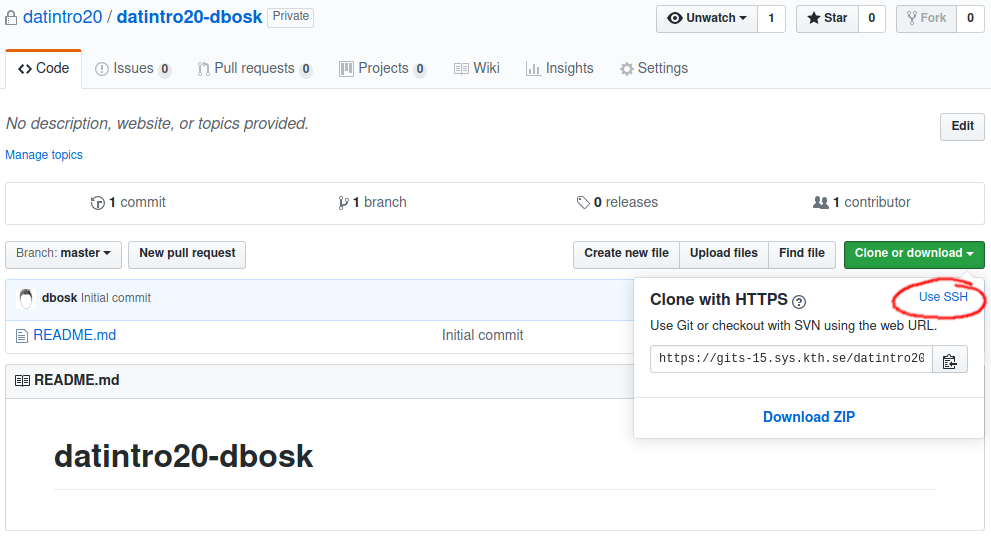 datintro20 / datintro20-dbosk Private Unwatch 1 Star 0 Fork 0
Code Issues 0 Pull requests 0 Projects 0 Wiki Insights Settings
No description, website, or topics provided. Edit
Manage topics
1 commit 1 branch 0 releases 1 contributor
Branch: master New pull request Create new file Upload files Find file Clone or download
dbosk Initial commit
README.md Initial commit
Clone with HTTPS ? Use SSH
Use Git or checkout with SVN using the web URL.
https://gits-15.sys.kth.se/datintro20
Download ZIP
README.md
datintro20-dbosk